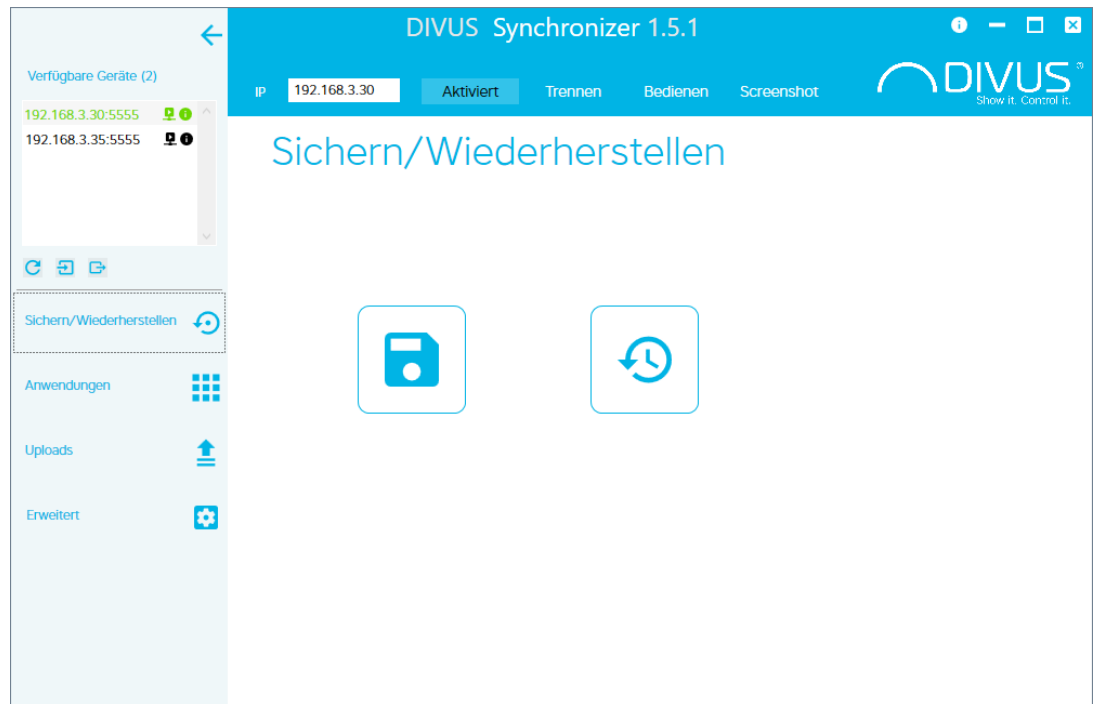 DIVUS Synchronizer 1.5.1
Verfügbare Geräte (2)
192.168.3.30:5555
192.168.3.35:5555
IP 192.168.3.30 Aktiviert Trennen Bedienen Screenshot
DIVUS®
Show it. Control it.
Sichern/Wiederherstellen
Sichern/Wiederherstellen
Anwendungen
Uploads
Erweitert